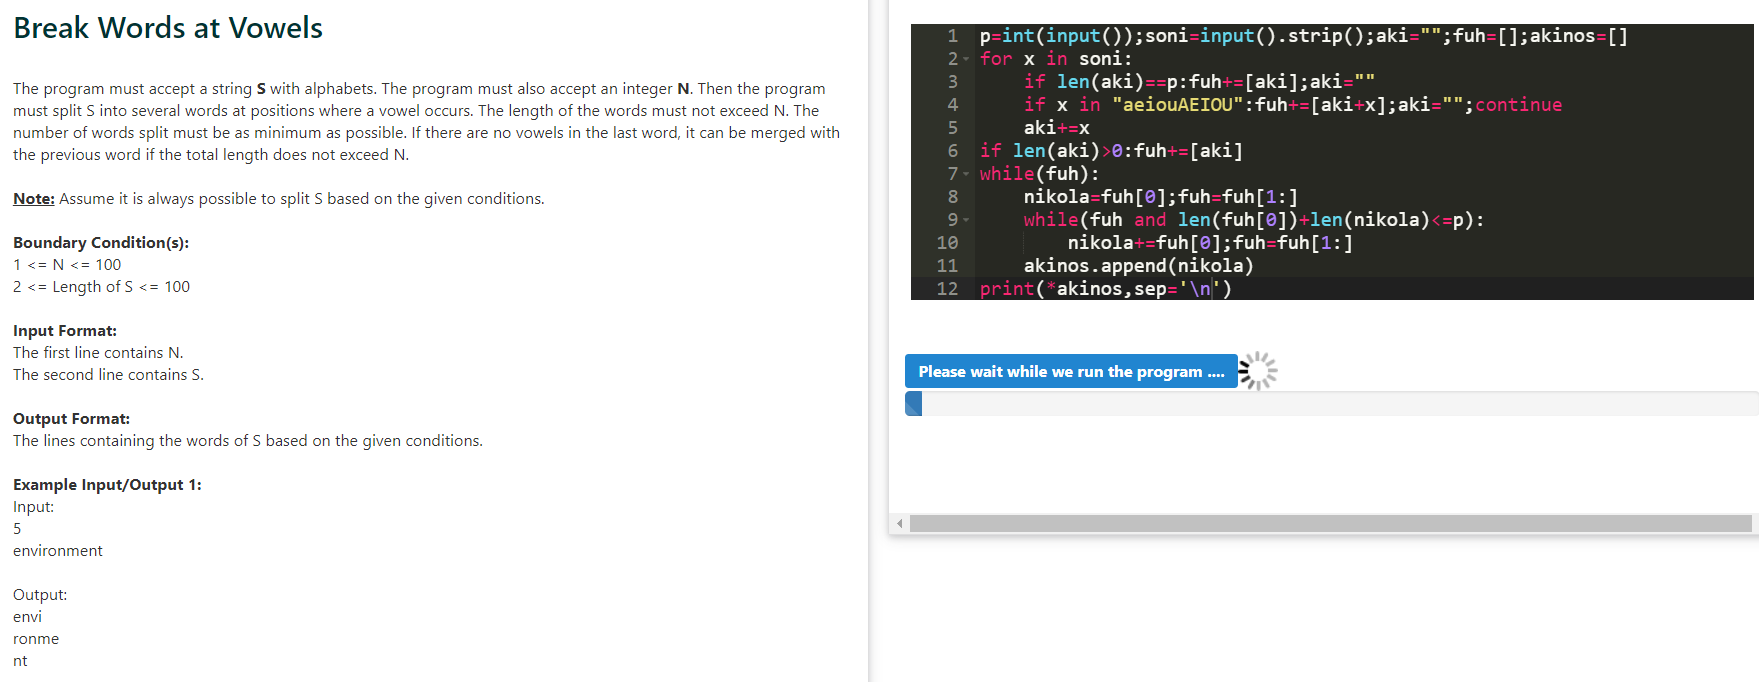 Break Words at Vowels
The program must accept a string S with alphabets. The program must also accept an integer N. Then the program
must split S into several words at positions where a vowel occurs. The length of the words must not exceed N. The
number of words split must be as minimum as possible. If there are no vowels in the last word, it can be merged with
the previous word if the total length does not exceed N.
Note: Assume it is always possible to split S based on the given conditions.
Boundary Condition(s):
1 <= N <= 100
2 <= Length of S <= 100
Input Format:
The first line contains N.
The second line contains S.
Output Format:
The lines containing the words of S based on the given conditions.
Example Input/Output 1:
Input:
5
environment
Output:
envi
ronme
nt
1 p=int(input());soni=input().strip();aki="";fuh=[];akinos=[]
2 for x in soni:
3     if len(aki)==p:fuh+=[aki];aki=""
4     if x in "aeiouAEIOU":fuh+=[aki+x];aki="";continue
5     aki+=x
6 if len(aki)>0:fuh+=[aki]
7 while(fuh):
8     nikola=fuh[0];fuh=fuh[1:]
9     while(fuh and len(fuh[0])+len(nikola)<=p):
10         nikola+=fuh[0];fuh=fuh[1:]
11     akinos.append(nikola)
12 print(*akinos,sep='\n')
Please wait while we run the program ....